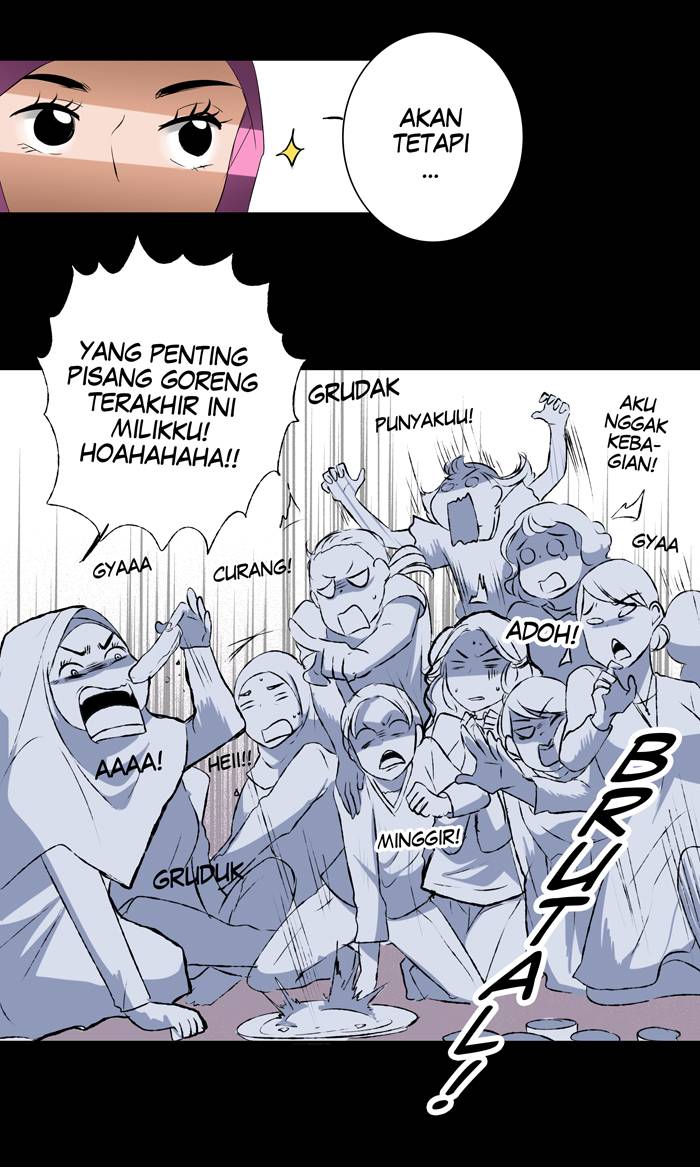 AKAN
TETAPI
...
YANG PENTING
PISANG GORENG
TERAKHIR INI
MILIKKU!
HOAHAHAHA!!
GRUDAK
PUNYAKUU!
AKU
NGGAK
KEBA-
GIAN!
GYAAA
CURANG!
GYAA
ADOH!
AAAA!
HEII!!
MINGGIR!
GRUDUK
BRUTAL!!